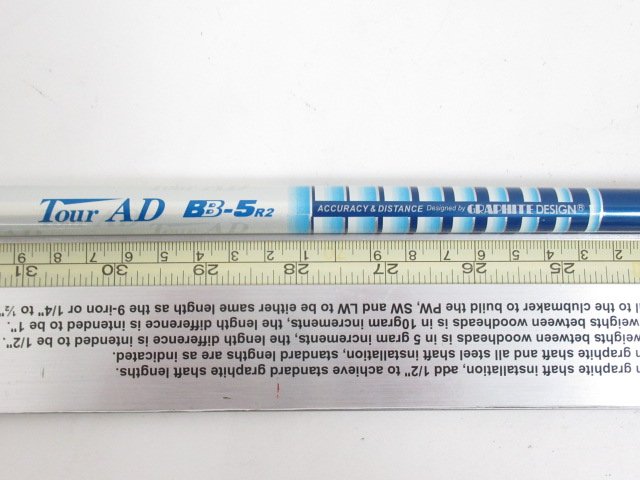 Tour AD BB-5R2 ACCURACY & DISTANCE Designed by GRAPHITE DESIGN®
25 26 27 28 29 30 31
n graphite shaft installation, add 1/2" to achieve standard graphite shaft lengths.
n graphite shaft and all steel shaft installation, standard lengths are as indicated.
weights between woodheads is in 5 gram increments, the length difference is intended to be 1/2".
weights between woodheads is in 10gram increments, the length difference is intended to be 1".
l to the clubmaker to build the PW, SW and LW to be either same length as the 9-iron or 1/4" to ½"